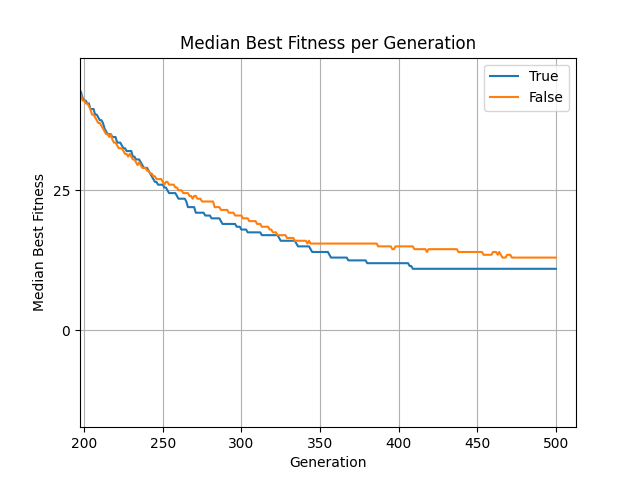 Median Best Fitness per Generation
True
False
25
0
Median Best Fitness
200 250 300 350 400 450 500
Generation